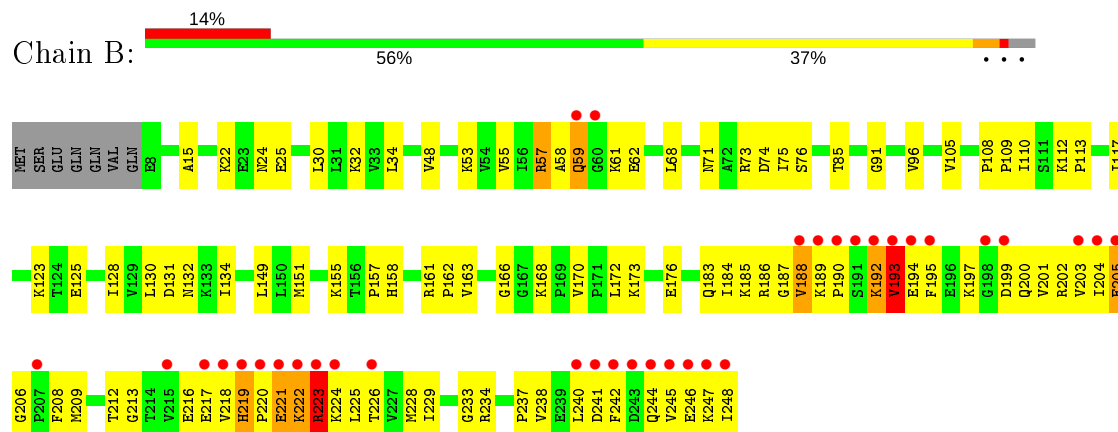 14%
Chain B:
56% 37% • • •
MET SER GLU GLN GLN VAL GLN E8 A15 K22 E23 N24 E25 L30 L31 K32 V33 L34 V48 K53 V54 V55 I56 R57 A58 Q59 G60 K61 E62 L68 N71 A72 R73 D74 I75 S76 T85 G91 V96 V105 P108 P109 I110 S111 K112 P113 I117
K123 T124 E125 I128 V129 L130 D131 N132 K133 I134 L149 L150 M151 K155 T156 P157 H158 R161 P162 V163 G166 G167 K168 P169 V170 P171 L172 K173 E176 Q183 I184 K185 R186 G187 V188 K189 P190 S191 K192 V193 E194 F195 E196 K197 G198 D199 Q200 V201 R202 V203 I204 E205
G206 P207 F208 M209 T212 G213 T214 V215 E216 E217 V218 H219 P220 E221 K222 R223 K224 L225 T226 V227 M228 I229 G233 R234 P237 V238 E239 L240 D241 F242 D243 Q244 V245 E246 K247 I248